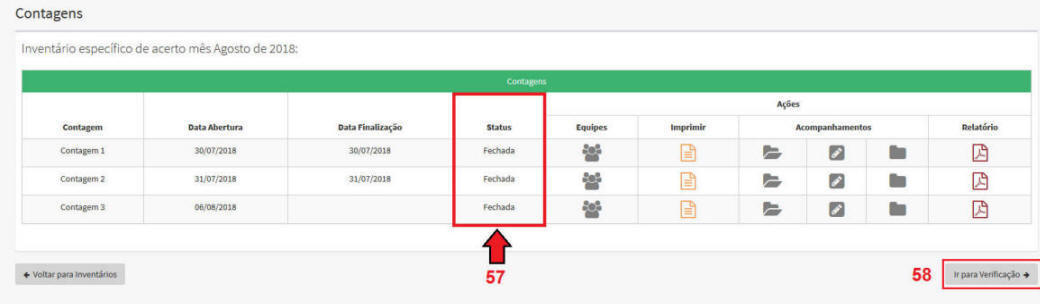 Contagens
Inventário específico de acerto mês Agosto de 2018:
Contagens
Ações
Contagem Data Abertura Data Finalização Status Equipes Imprimir Acompanhamentos Relatório
Contagem 1 30/07/2018 30/07/2018 Fechada
Contagem 2 31/07/2018 31/07/2018 Fechada
Contagem 3 06/08/2018 Fechada
Voltar para Inventários
57
58
Ir para Verificação